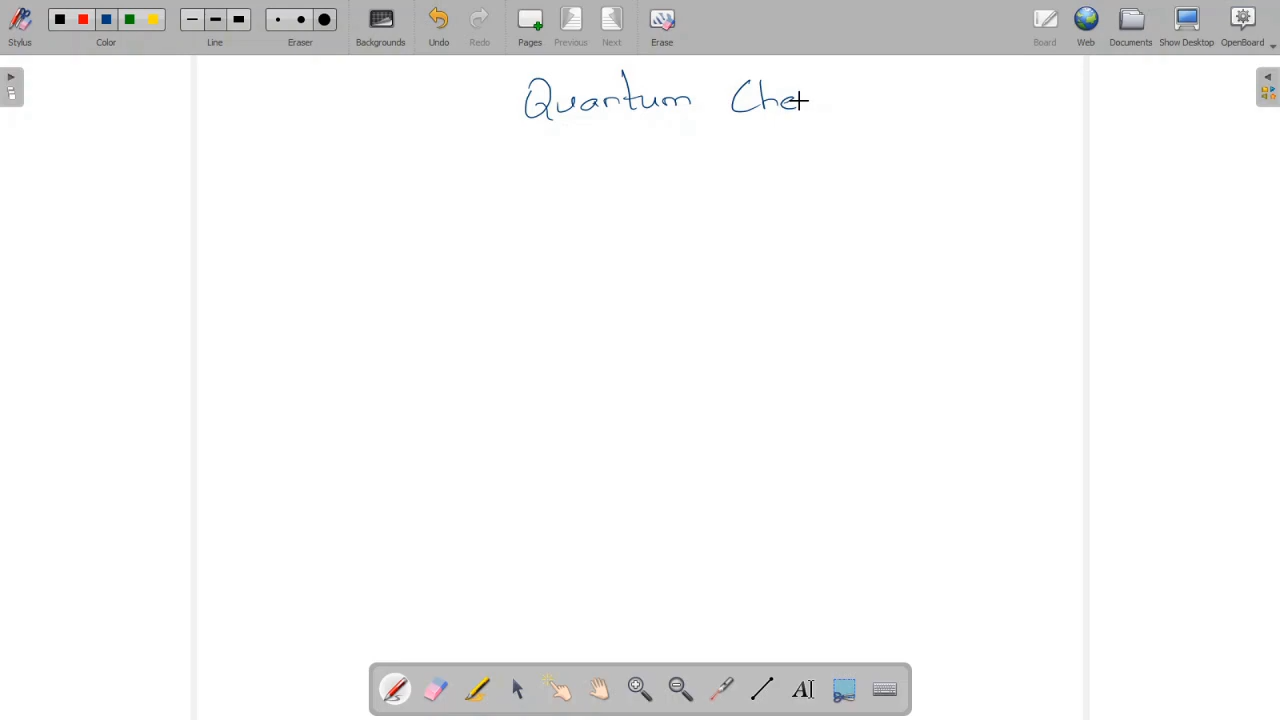 Stylus
Color
Line
Eraser
Backgrounds
Undo
Redo
Pages
Previous
Next
Erase
Board
Web
Documents
Show Desktop
OpenBoard
Quantum Che
AI